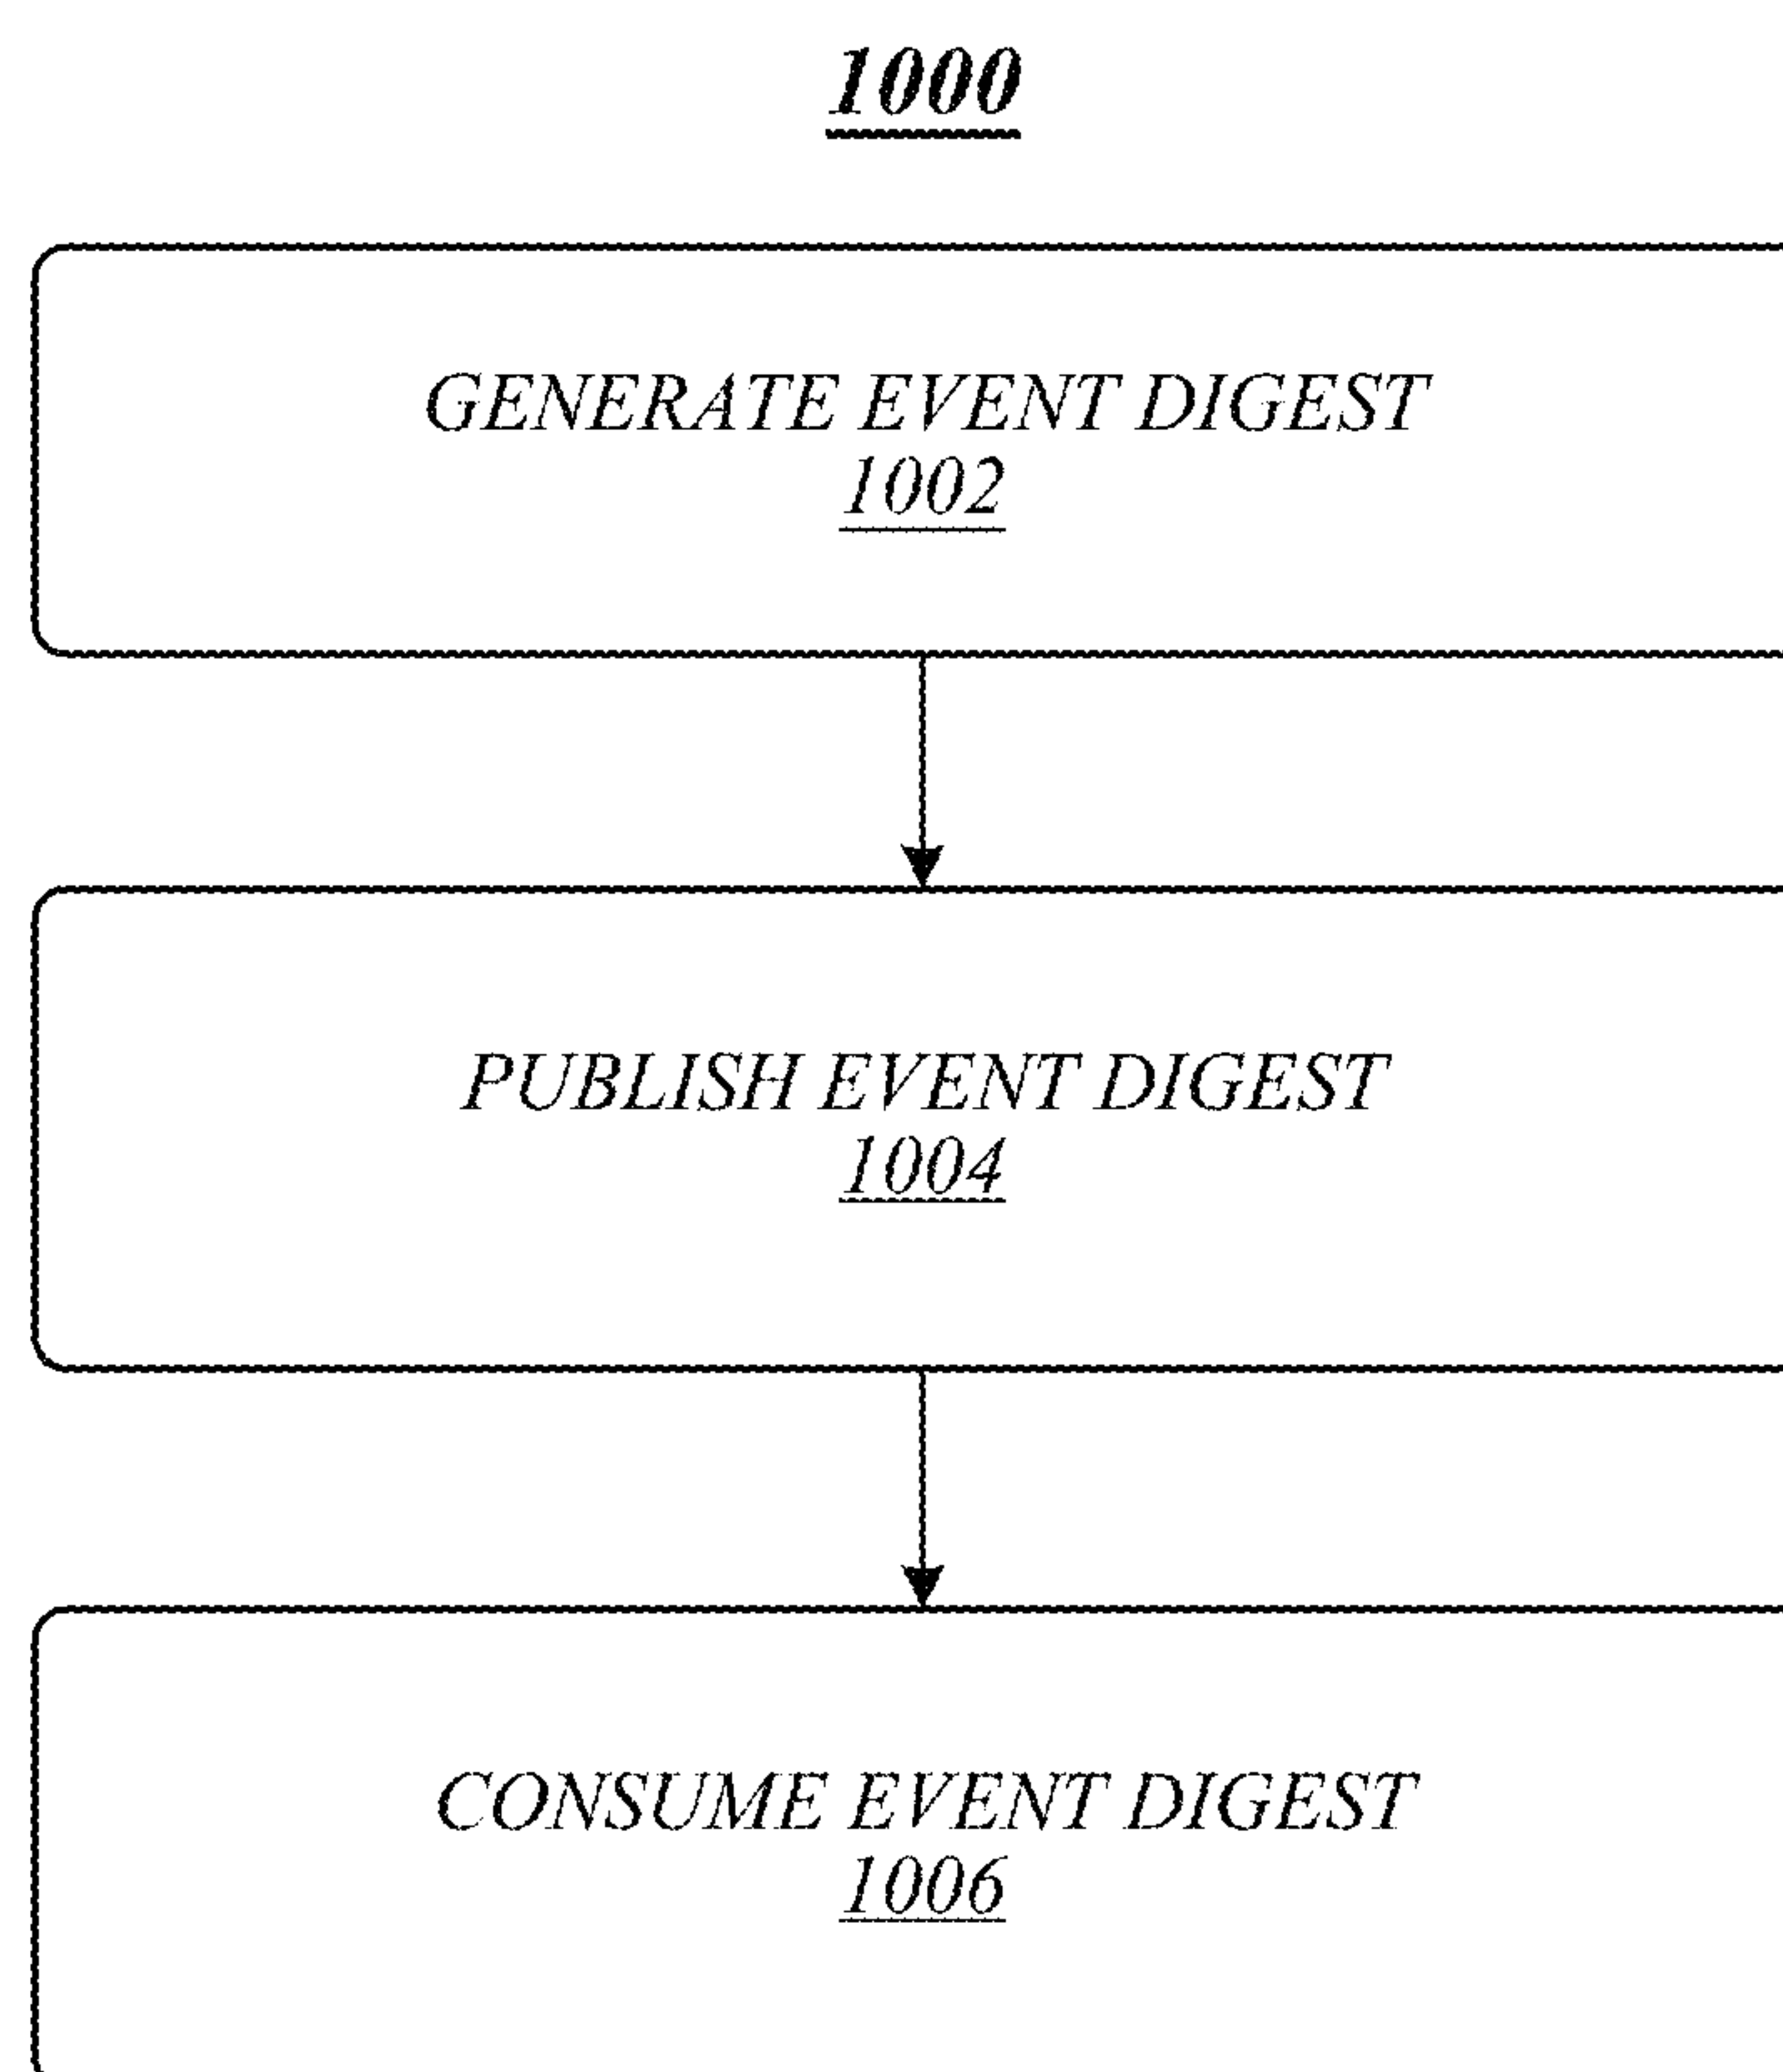 1000
GENERATE EVENT DIGEST
1002
PUBLISH EVENT DIGEST
1004
CONSUME EVENT DIGEST
1006